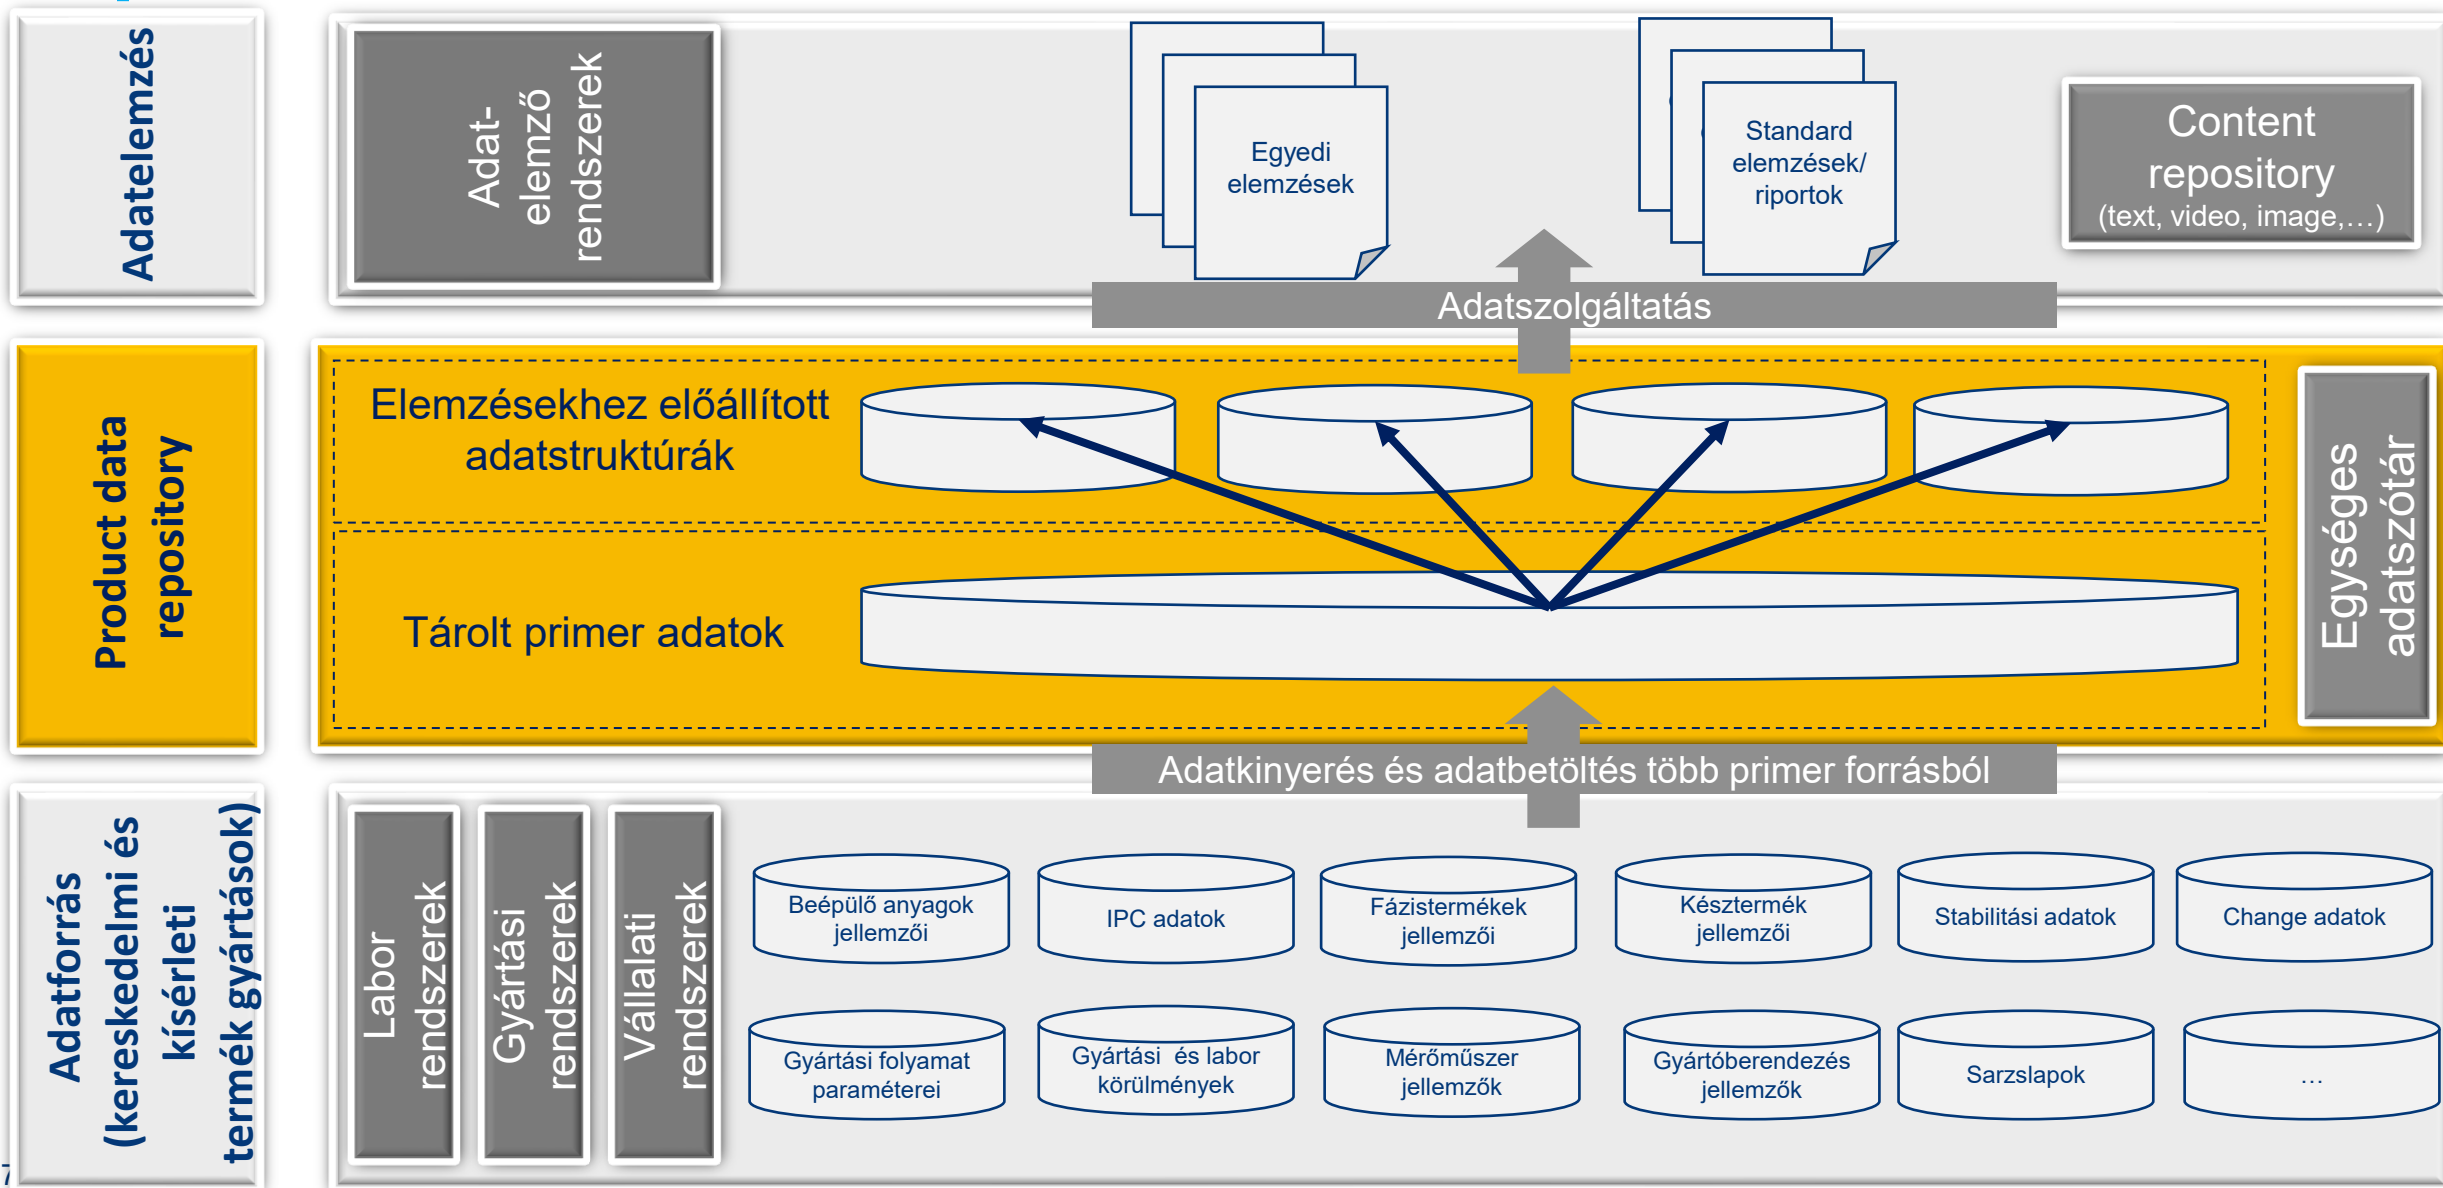 Adatelemzés
Adat-
elemző
rendszerek
Egyedi
elemzések
Standard
elemzések/
riportok
Content
repository
(text, video, image,…)
Adatszolgáltatás
Product data
repository
Elemzésekhez előállított
adatstruktúrák
Tárolt primer adatok
Egységes
adatszótár
Adatkinyerés és adatbetöltés több primer forrásból
Adatforrás
(kereskedelmi és
kísérleti
termék gyártások)
Labor
rendszerek
Gyártási
rendszerek
Vállalati
rendszerek
Beépülő anyagok
jellemzői
IPC adatok
Fázistermékek
jellemzői
Késztermék
jellemzői
Stabilitási adatok
Change adatok
Gyártási folyamat
paraméterei
Gyártási és labor
körülmények
Mérőműszer
jellemzők
Gyártóberendezés
jellemzők
Sarzslapok
…
7